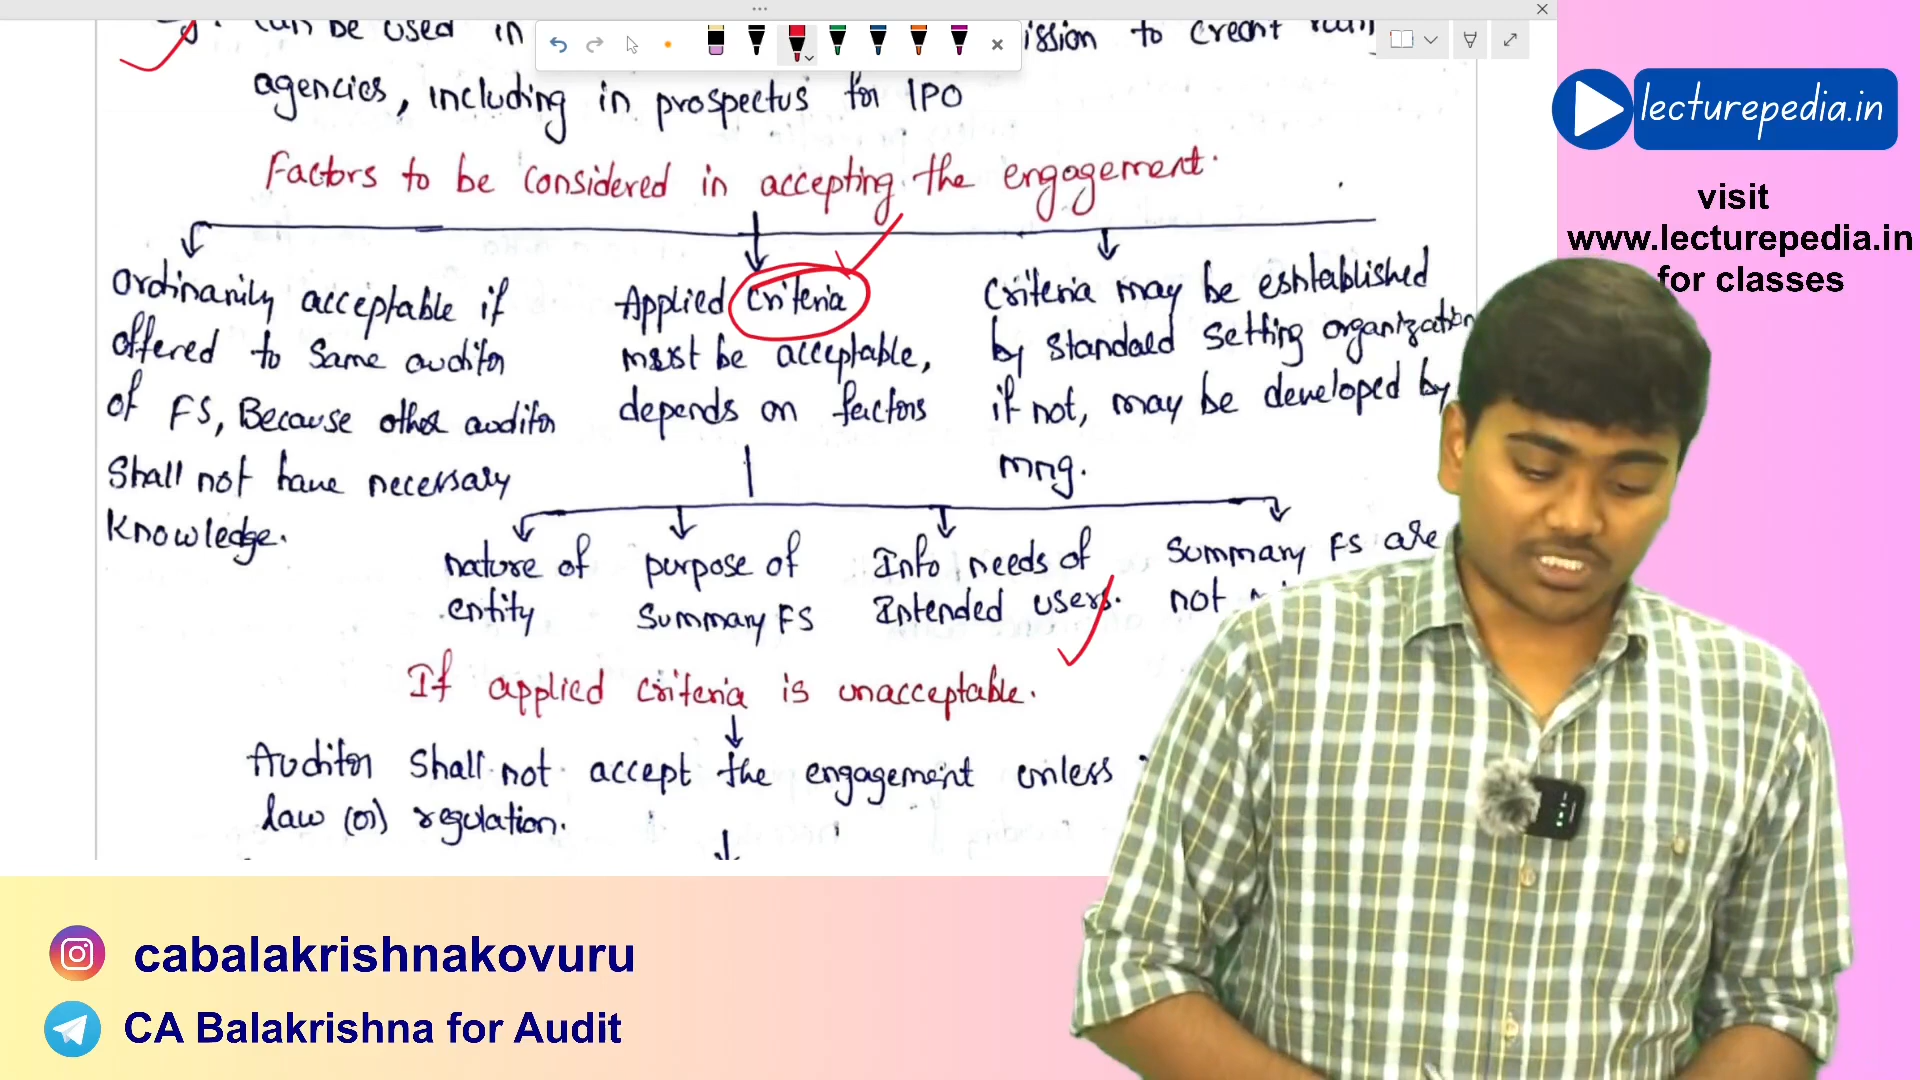 can be used in
ission to credit
agencies, including in prospectus for IPO
Factors to be considered in accepting the engagement.
Ordinarily acceptable if
offered to same auditor
of FS, Because other auditor
shall not have necessary
knowledge.
Applied criteria
must be acceptable,
depends on factors
Criteria may be eshtablished
by standard setting organization
if not, may be developed by
mng.
nature of
entity
purpose of
Summary FS
Info needs of
Intended users.
Summary FS are
not
If applied criteria is unacceptable.
Auditor shall not accept the engagement unless
law (or) regulation.
lecturepedia.in
visit
www.lecturepedia.in
for classes
cabalakrishnakovuru
CA Balakrishna for Audit